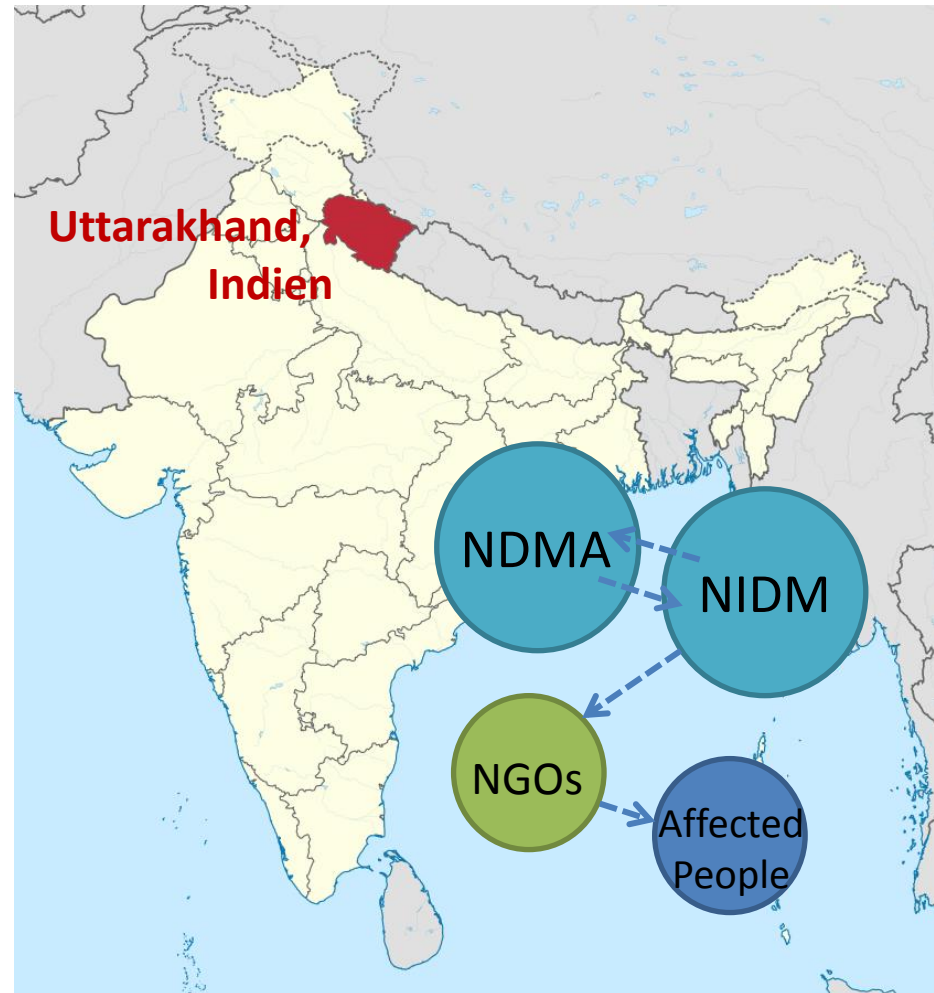 Uttarakhand,
Indien
NDMA
NIDM
NGOs
Affected
People